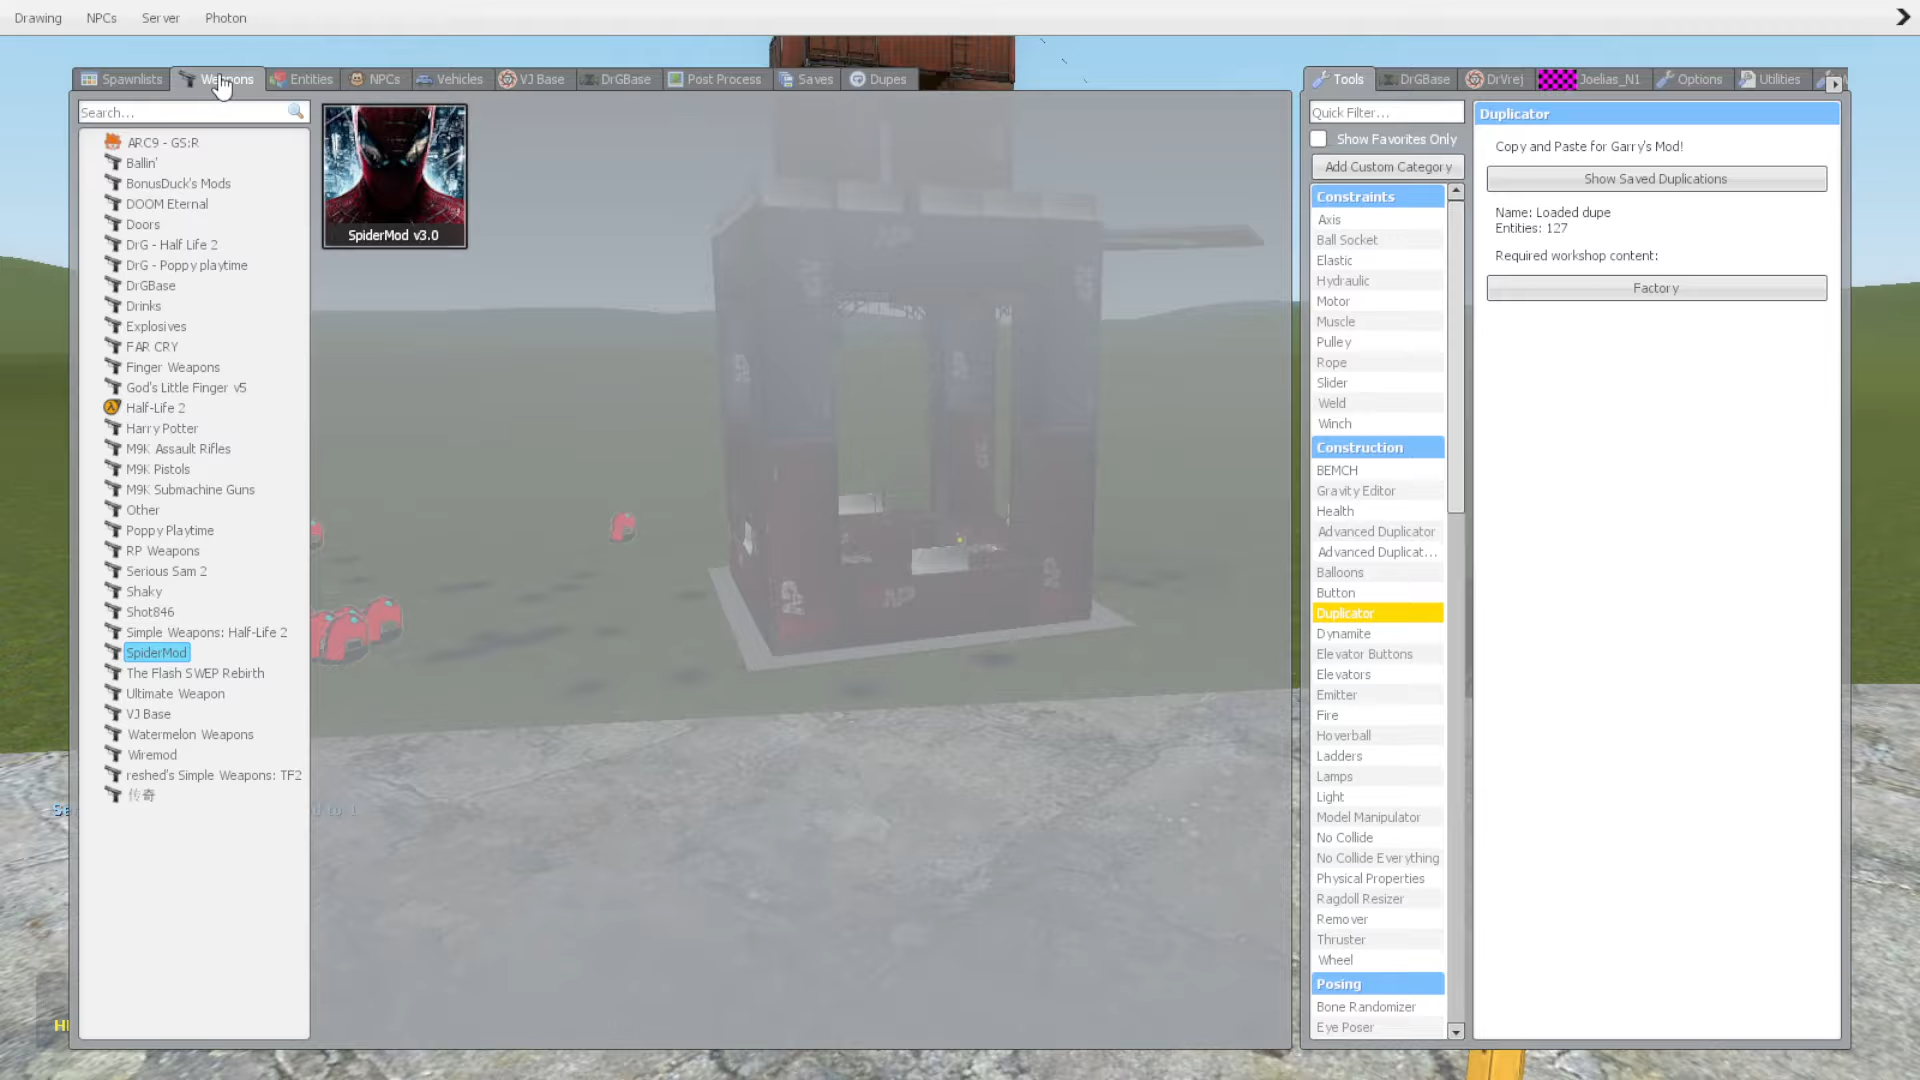 Drawing NPCs Server Photon
Spawnlists Weapons Entities NPCs Vehicles VJ Base DrGBase Post Process Saves Dupes
Search...
ARC9 - GS:R
Ballin'
BonusDuck's Mods
DOOM Eternal
Doors
DrG - Half Life 2
DrG - Poppy playtime
DrGBase
Drinks
Explosives
FAR CRY
Finger Weapons
God's Little Finger v5
Half-Life 2
Harry Potter
M9K Assault Rifles
M9K Pistols
M9K Submachine Guns
Other
Poppy Playtime
RP Weapons
Serious Sam 2
Shaky
Shot846
Simple Weapons: Half-Life 2
SpiderMod
The Flash SWEP Rebirth
Ultimate Weapon
VJ Base
Watermelon Weapons
Wiremod
reshed's Simple Weapons: TF2
传奇
SpiderMod v3.0
Tools DrGBase DrVrej Joelias_N1 Options Utilities
Quick Filter...
Show Favorites Only
Add Custom Category
Constraints
Axis
Ball Socket
Elastic
Hydraulic
Motor
Muscle
Pulley
Rope
Slider
Weld
Winch
Construction
BEMCH
Gravity Editor
Health
Advanced Duplicator
Advanced Duplicat...
Balloons
Button
Duplicator
Dynamite
Elevator Buttons
Elevators
Emitter
Fire
Hoverball
Ladders
Lamps
Light
Model Manipulator
No Collide
No Collide Everything
Physical Properties
Ragdoll Resizer
Remover
Thruster
Wheel
Posing
Bone Randomizer
Eye Poser
Duplicator
Copy and Paste for Garry's Mod!
Show Saved Duplications
Name: Loaded dupe
Entities: 127
Required workshop content:
Factory